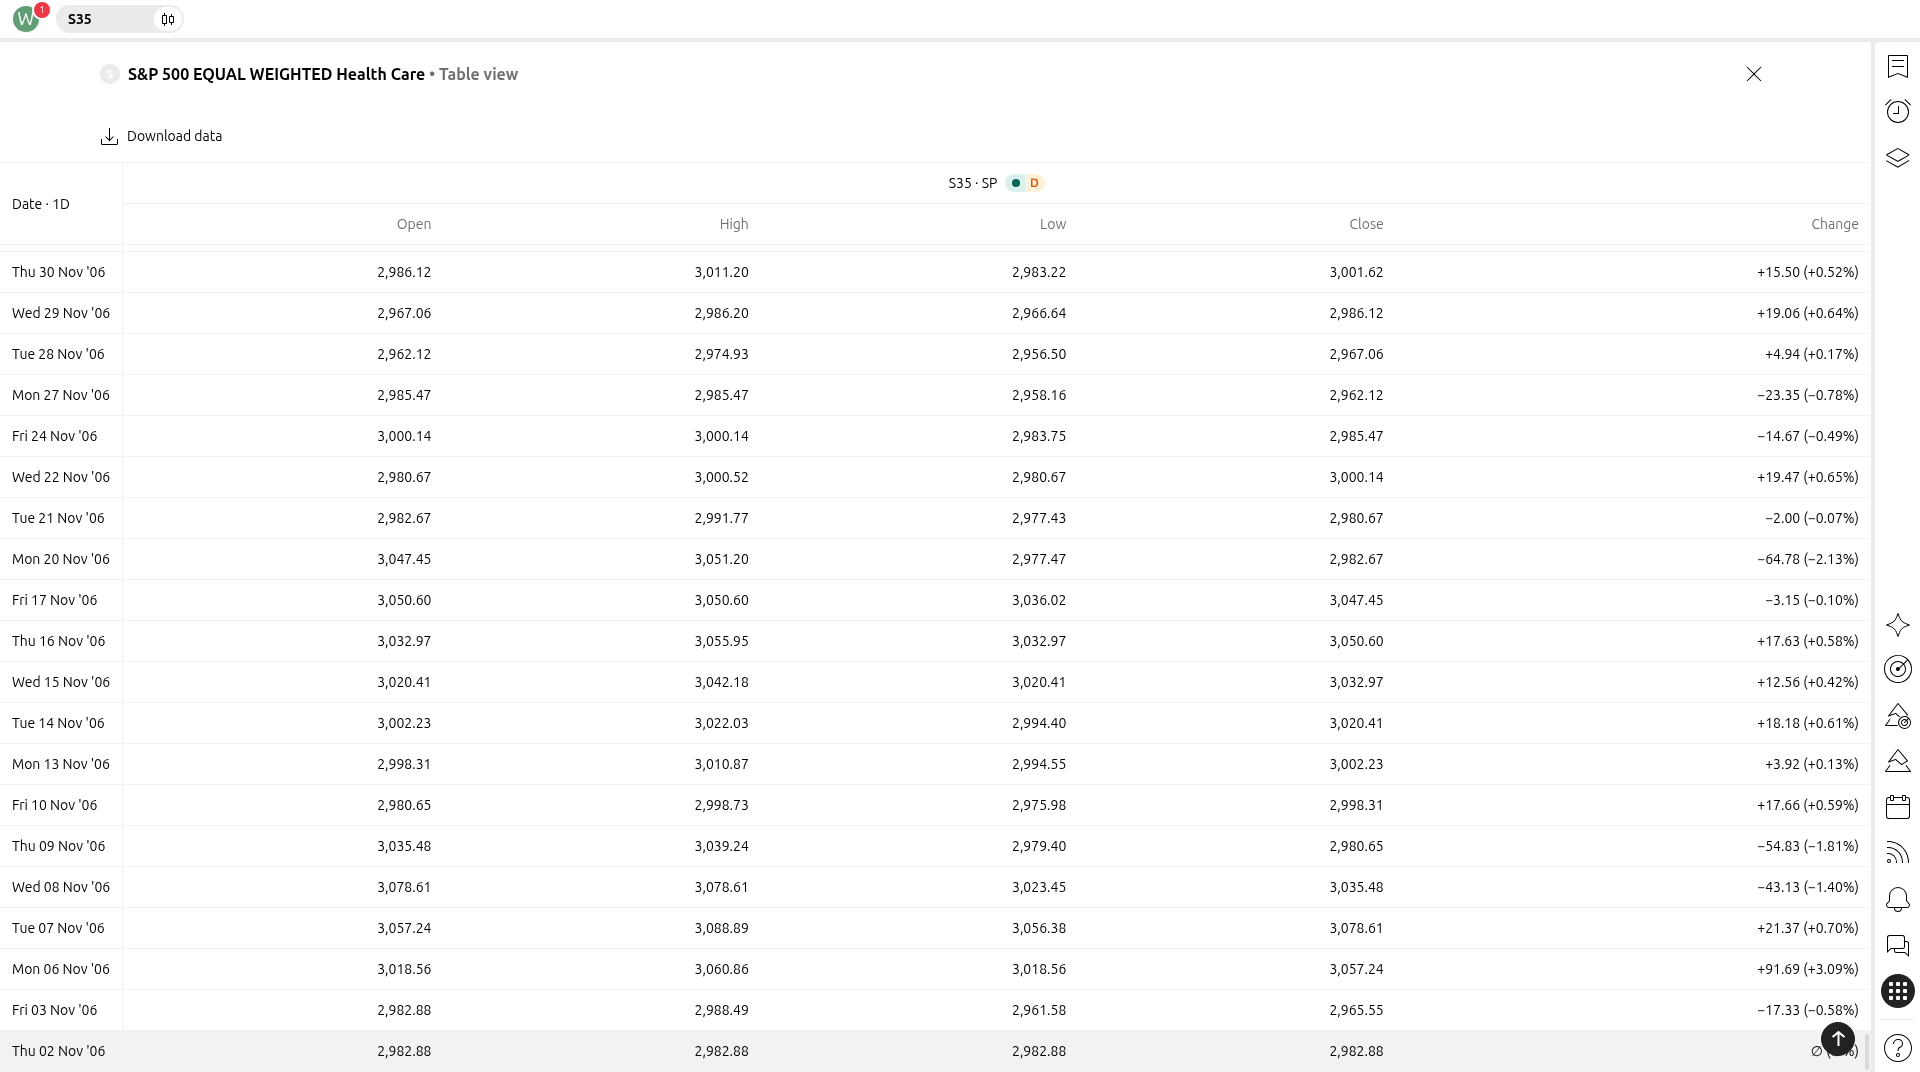 W 1 S35
S S&P 500 EQUAL WEIGHTED Health Care • Table view
Download data
Date · 1D
S35 · SP D
Open High Low Close Change
Thu 30 Nov '06 2,986.12 3,011.20 2,983.22 3,001.62 +15.50 (+0.52%)
Wed 29 Nov '06 2,967.06 2,986.20 2,966.64 2,986.12 +19.06 (+0.64%)
Tue 28 Nov '06 2,962.12 2,974.93 2,956.50 2,967.06 +4.94 (+0.17%)
Mon 27 Nov '06 2,985.47 2,985.47 2,958.16 2,962.12 −23.35 (−0.78%)
Fri 24 Nov '06 3,000.14 3,000.14 2,983.75 2,985.47 −14.67 (−0.49%)
Wed 22 Nov '06 2,980.67 3,000.52 2,980.67 3,000.14 +19.47 (+0.65%)
Tue 21 Nov '06 2,982.67 2,991.77 2,977.43 2,980.67 −2.00 (−0.07%)
Mon 20 Nov '06 3,047.45 3,051.20 2,977.47 2,982.67 −64.78 (−2.13%)
Fri 17 Nov '06 3,050.60 3,050.60 3,036.02 3,047.45 −3.15 (−0.10%)
Thu 16 Nov '06 3,032.97 3,055.95 3,032.97 3,050.60 +17.63 (+0.58%)
Wed 15 Nov '06 3,020.41 3,042.18 3,020.41 3,032.97 +12.56 (+0.42%)
Tue 14 Nov '06 3,002.23 3,022.03 2,994.40 3,020.41 +18.18 (+0.61%)
Mon 13 Nov '06 2,998.31 3,010.87 2,994.55 3,002.23 +3.92 (+0.13%)
Fri 10 Nov '06 2,980.65 2,998.73 2,975.98 2,998.31 +17.66 (+0.59%)
Thu 09 Nov '06 3,035.48 3,039.24 2,979.40 2,980.65 −54.83 (−1.81%)
Wed 08 Nov '06 3,078.61 3,078.61 3,023.45 3,035.48 −43.13 (−1.40%)
Tue 07 Nov '06 3,057.24 3,088.89 3,056.38 3,078.61 +21.37 (+0.70%)
Mon 06 Nov '06 3,018.56 3,060.86 3,018.56 3,057.24 +91.69 (+3.09%)
Fri 03 Nov '06 2,982.88 2,988.49 2,961.58 2,965.55 −17.33 (−0.58%)
Thu 02 Nov '06 2,982.88 2,982.88 2,982.88 2,982.88 ∅